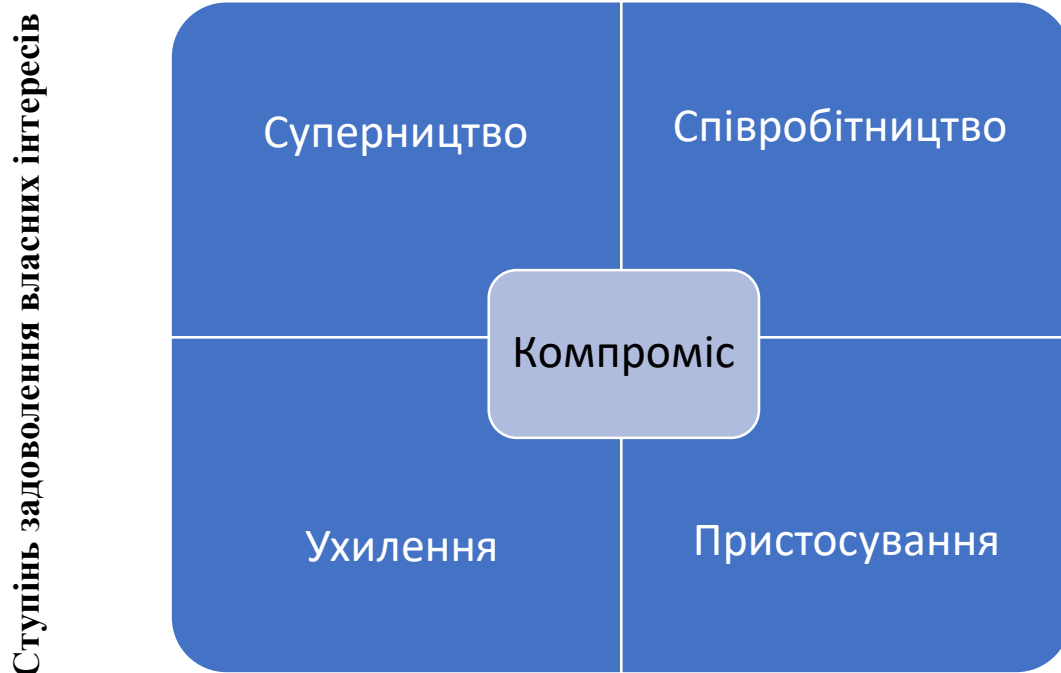 Ступінь задоволення власних інтересів
Суперництво
Співробітництво
Компроміс
Ухилення
Пристосування